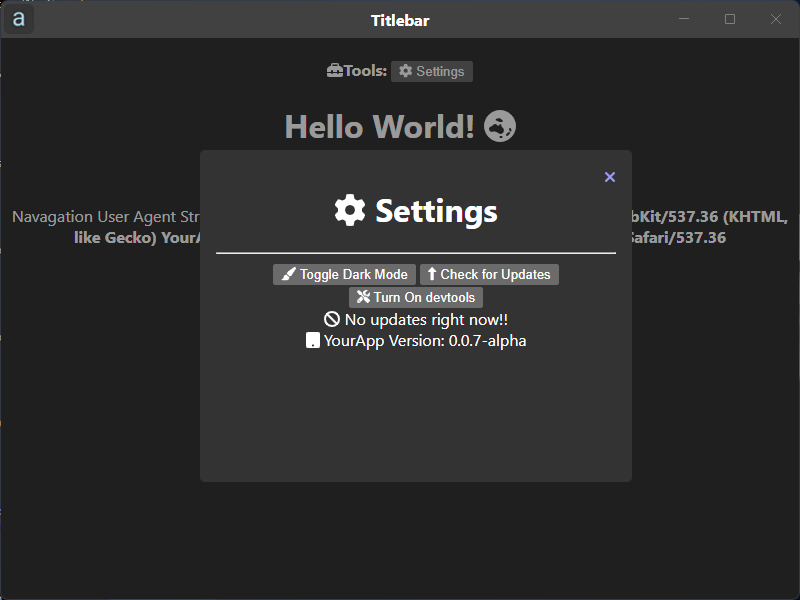 a
Titlebar
Tools: Settings
Hello World!
Settings
Navagation User Agent Str
bKit/537.36 (KHTML,
like Gecko) YourA
Safari/537.36
Toggle Dark Mode Check for Updates
Turn On devtools
No updates right now!!
YourApp Version: 0.0.7-alpha